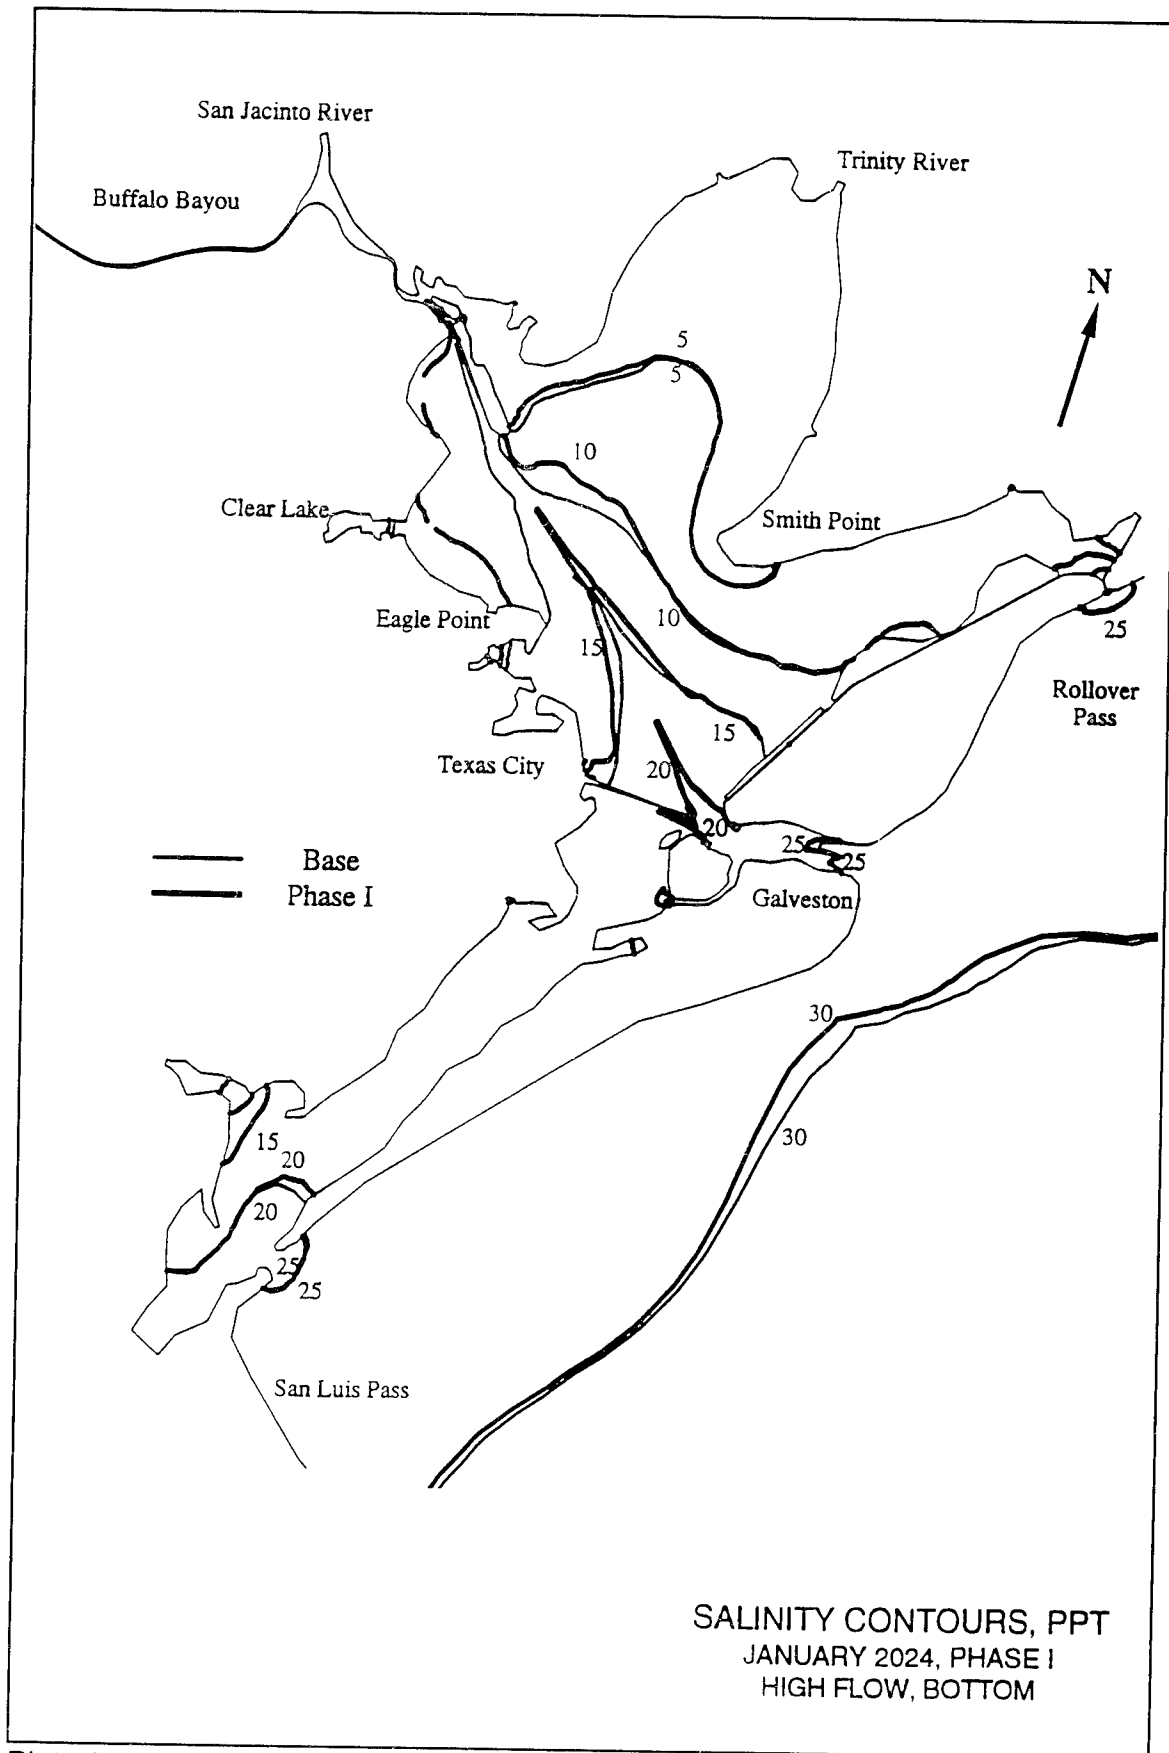 San Jacinto River
Trinity River
Buffalo Bayou
N
5
5
10
Clear Lake
Smith Point
Eagle Point
10
25
15
Rollover
Pass
15
Texas City
20
20
25
25
Base
Phase I
Galveston
30
30
15
20
20
25
25
San Luis Pass
SALINITY CONTOURS, PPT
JANUARY 2024, PHASE I
HIGH FLOW, BOTTOM